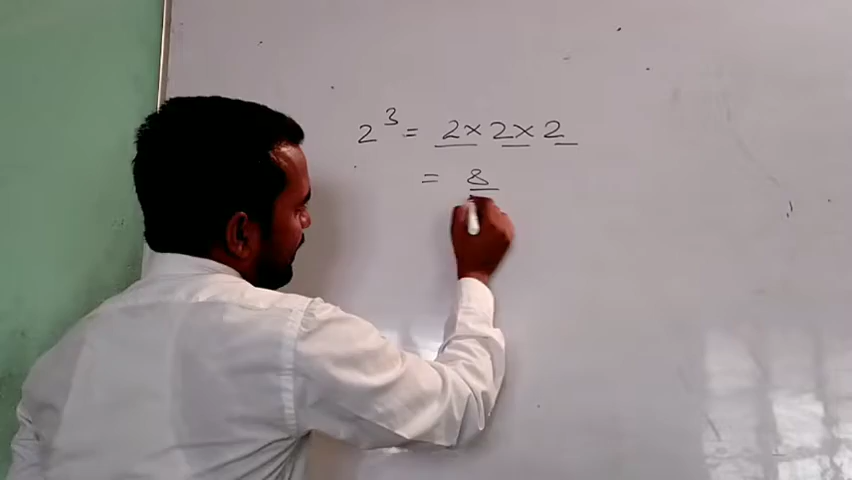 2³ = 2 × 2 × 2
= 8